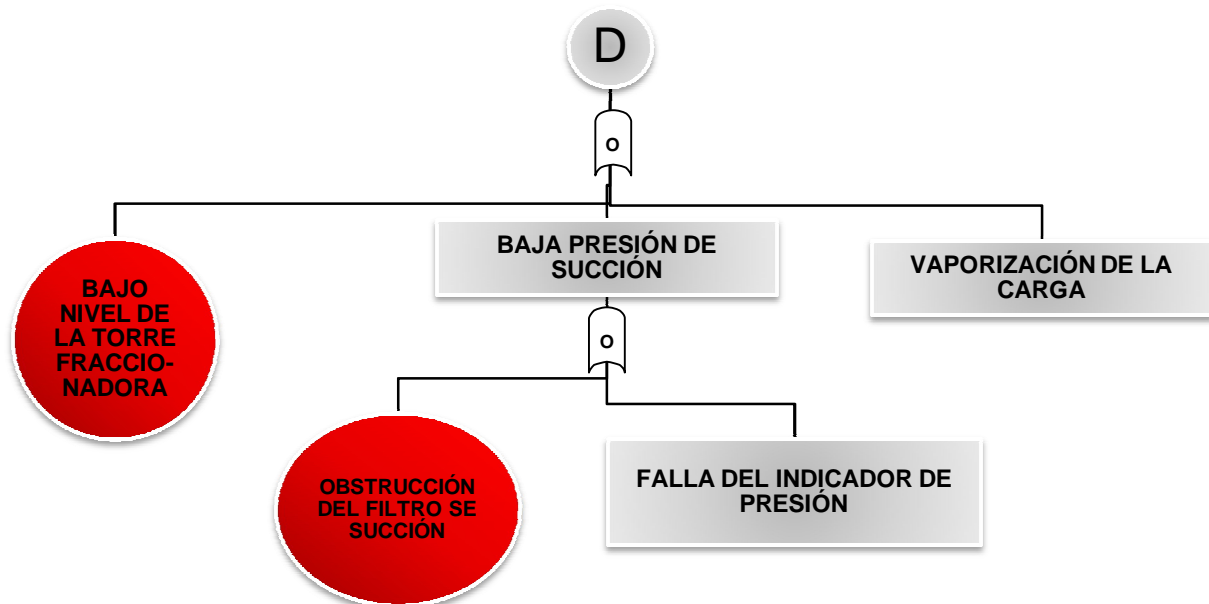 D
O
BAJO
NIVEL DE
LA TORRE
FRACCIO-
NADORA
BAJA PRESIÓN DE
SUCCIÓN
VAPORIZACIÓN DE LA
CARGA
O
OBSTRUCCIÓN
DEL FILTRO SE
SUCCIÓN
FALLA DEL INDICADOR DE
PRESIÓN